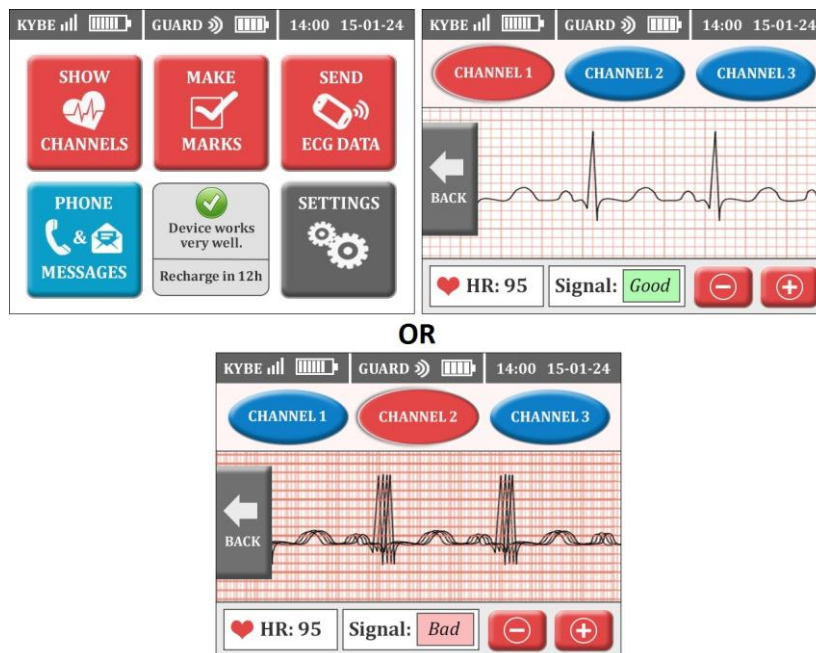 KYBE GUARD 14:00 15-01-24
SHOW CHANNELS
MAKE MARKS
SEND ECG DATA
PHONE & MESSAGES
Device works very well.
Recharge in 12h
SETTINGS
KYBE GUARD 14:00 15-01-24
CHANNEL 1 CHANNEL 2 CHANNEL 3
BACK
HR: 95 Signal: Good
OR
KYBE GUARD 14:00 15-01-24
CHANNEL 1 CHANNEL 2 CHANNEL 3
BACK
HR: 95 Signal: Bad